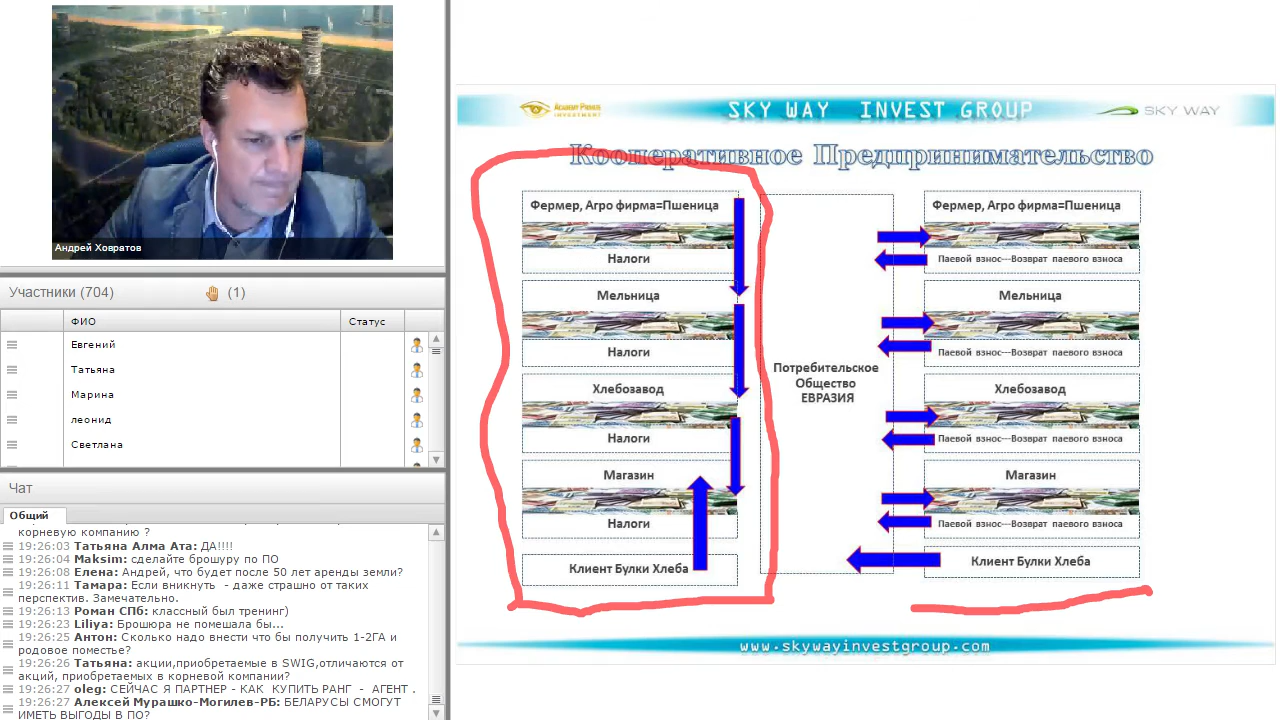 Андрей Ховратов
Участники (704)
(1)
ФИО
Статус
Евгений
Татьяна
Марина
леонид
Светлана
Чат
Общий
корневую компанию ?
19:26:03 Татьяна Алма Ата: ДА!!!!
19:26:04 Maksim: сделайте брошуру по ПО
19:26:08 Елена: Андрей, что будет после 50 лет аренды земли?
19:26:11 Тамара: Если вникнуть - даже страшно от таких
перспектив. Замечательно.
19:26:13 Роман СПб: классный был тренинг)
19:26:23 Liliya: Брошюра не помешала бы...
19:26:25 Антон: Сколько надо внести что бы получить 1-2ГА и
родовое поместье?
19:26:26 Татьяна: акции,приобретаемые в SWIG,отличаются от
акций, приобретаемых в корневой компании?
19:26:27 oleg: СЕЙЧАС Я ПАРТНЕР - КАК КУПИТЬ РАНГ - АГЕНТ .
19:26:27 Алексей Мурашко-Могилев-РБ: БЕЛАРУСЫ СМОГУТ
ИМЕТЬ ВЫГОДЫ В ПО?
INVESTMENT
SKY WAY INVEST GROUP
SKY WAY
Кооперативное Предпринимательство
Фермер, Агро фирма=Пшеница
Налоги
Мельница
Налоги
Хлебозавод
Налоги
Магазин
Налоги
Клиент Булки Хлеба
Потребительское
Общество
ЕВРАЗИЯ
Фермер, Агро фирма=Пшеница
Паевой взнос---Возврат паевого взноса
Мельница
Паевой взнос---Возврат паевого взноса
Хлебозавод
Паевой взнос---Возврат паевого взноса
Магазин
Паевой взнос---Возврат паевого взноса
Клиент Булки Хлеба
www.skywayinvestgroup.com